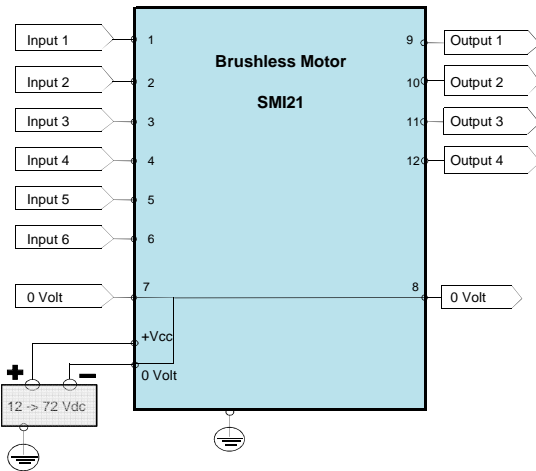 Brushless Motor
SMI21
Input 1
1
Input 2
2
Input 3
3
Input 4
4
Input 5
5
Input 6
6
0 Volt
7
9
Output 1
10
Output 2
11
Output 3
12
Output 4
8
0 Volt
+Vcc
0 Volt
+
−
12 -> 72 Vdc